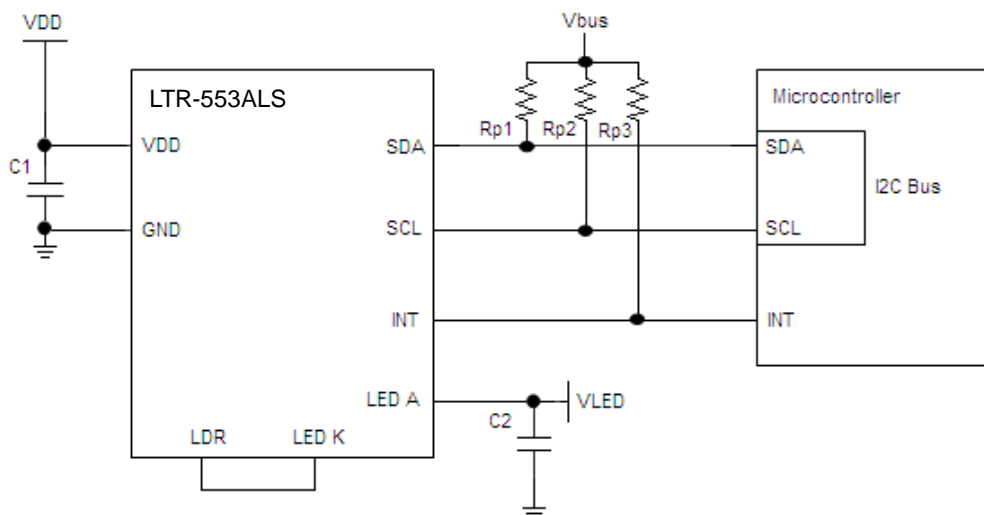 VDD
Vbus
LTR-553ALS
Microcontroller
Rp1
Rp2
Rp3
VDD
SDA
SDA
C1
I2C Bus
GND
SCL
SCL
INT
INT
LED A
C2
VLED
LDR
LED K